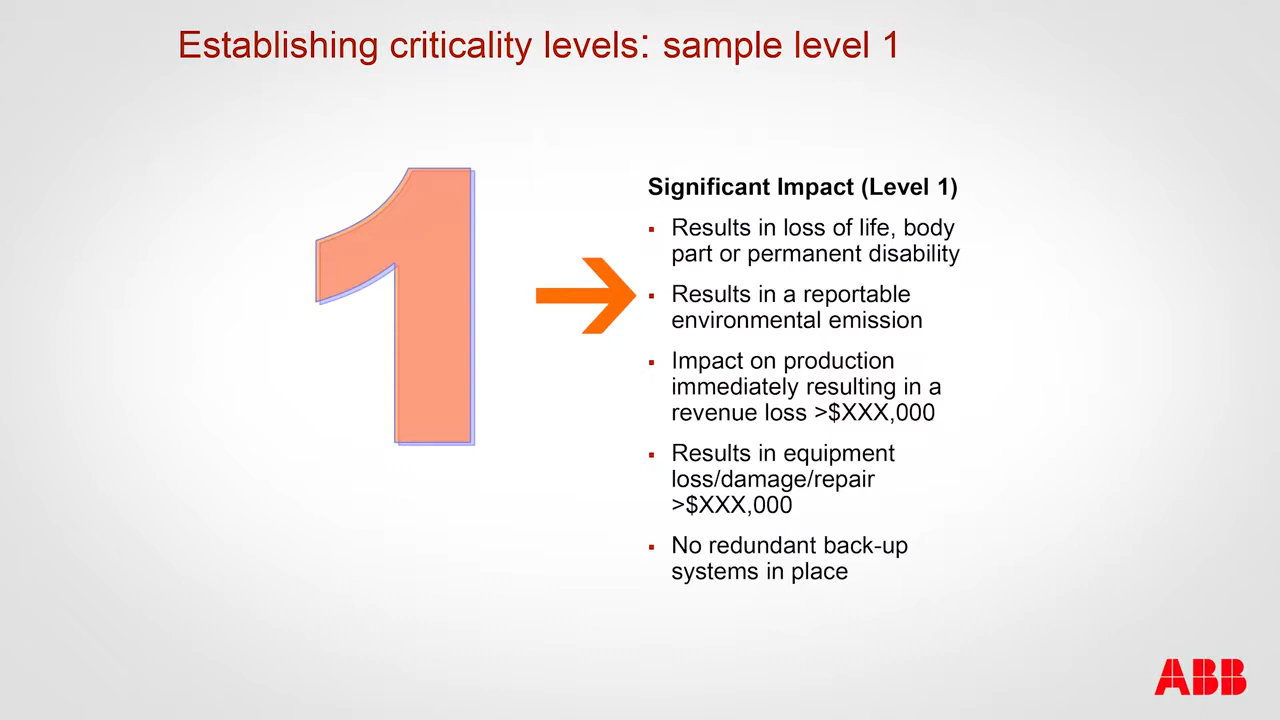 Establishing criticality levels: sample level 1
1
Significant Impact (Level 1)
▪ Results in loss of life, body
part or permanent disability
▪ Results in a reportable
environmental emission
▪ Impact on production
immediately resulting in a
revenue loss >$XXX,000
▪ Results in equipment
loss/damage/repair
>$XXX,000
▪ No redundant back-up
systems in place
ABB